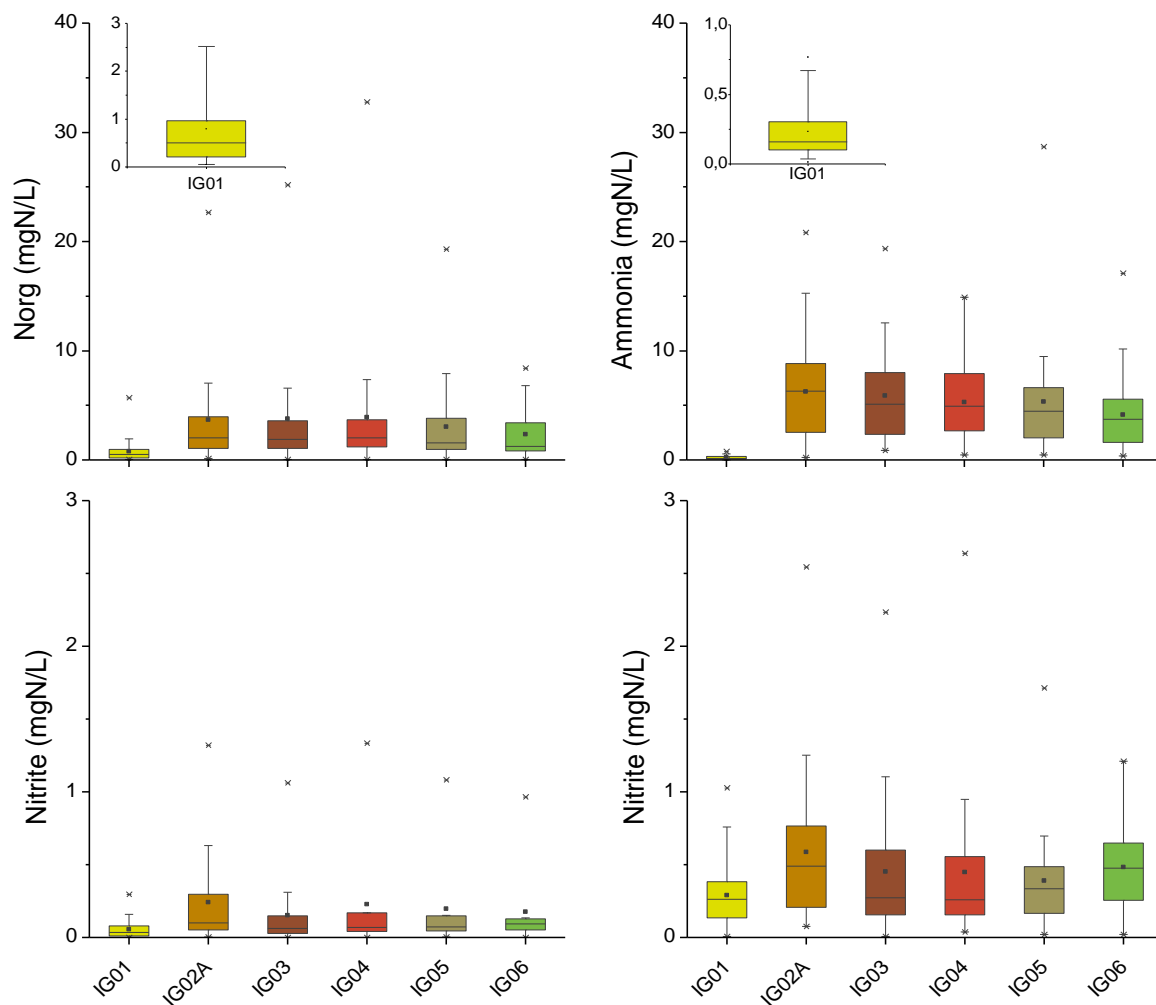 Norg (mgN/L)
40
30
20
10
0
3
2
1
0
IG01
Ammonia (mgN/L)
40
30
20
10
0
1,0
0,5
0,0
IG01
Nitrite (mgN/L)
3
2
1
0
IG01
IG02A
IG03
IG04
IG05
IG06
Nitrite (mgN/L)
3
2
1
0
IG01
IG02A
IG03
IG04
IG05
IG06